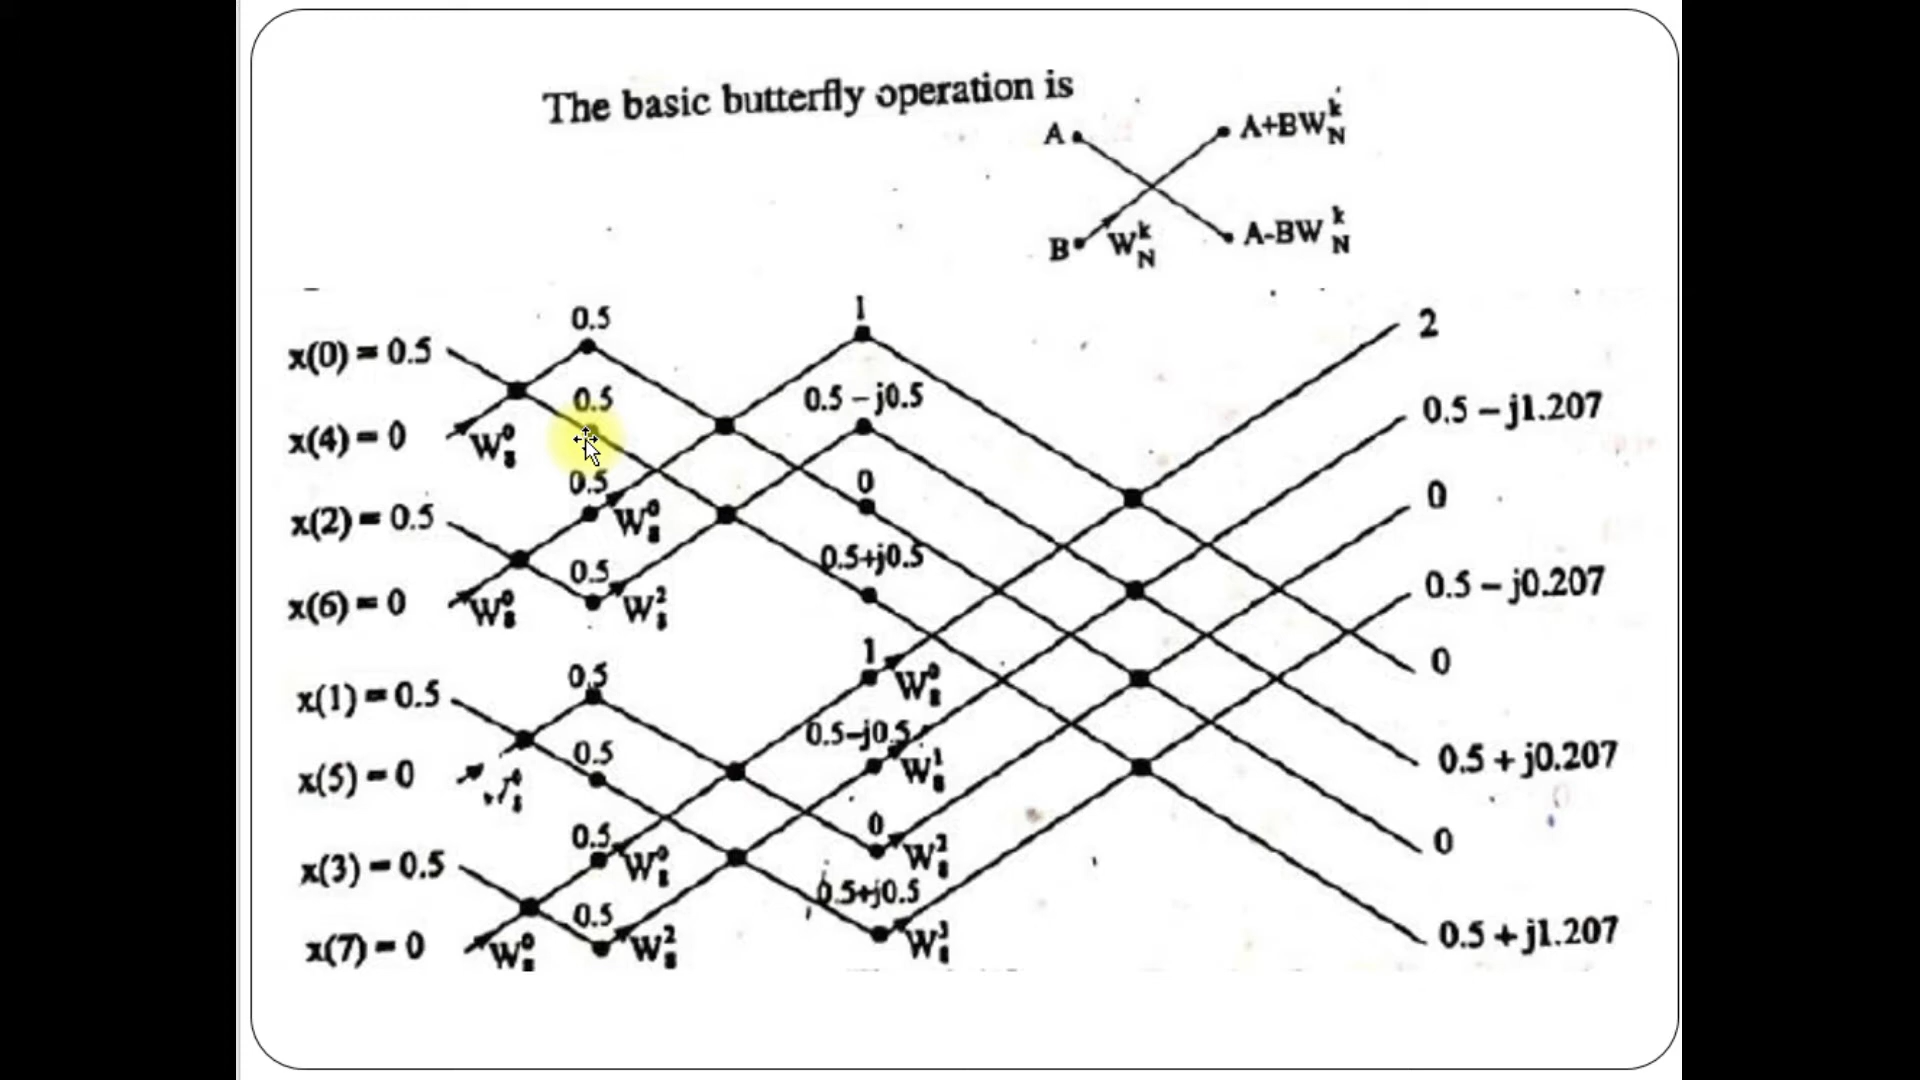 The basic butterfly operation is
A
A+BW_N^k
B
W_N^k
A-BW_N^k
x(0) = 0.5
0.5
1
2
x(4) = 0
W_8^0
0.5
0.5 – j0.5
0.5 – j1.207
x(2) = 0.5
0.5
W_8^0
0
0
x(6) = 0
W_8^0
0.5
W_8^2
0.5+j0.5
0.5 – j0.207
x(1) = 0.5
0.5
1
W_8^0
0
x(5) = 0
0.5
0.5–j0.5
W_8^1
0.5 + j0.207
x(3) = 0.5
0.5
W_8^0
0
W_8^2
0
x(7) = 0
W_8^0
0.5
W_8^2
0.5+j0.5
W_8^3
0.5 + j1.207